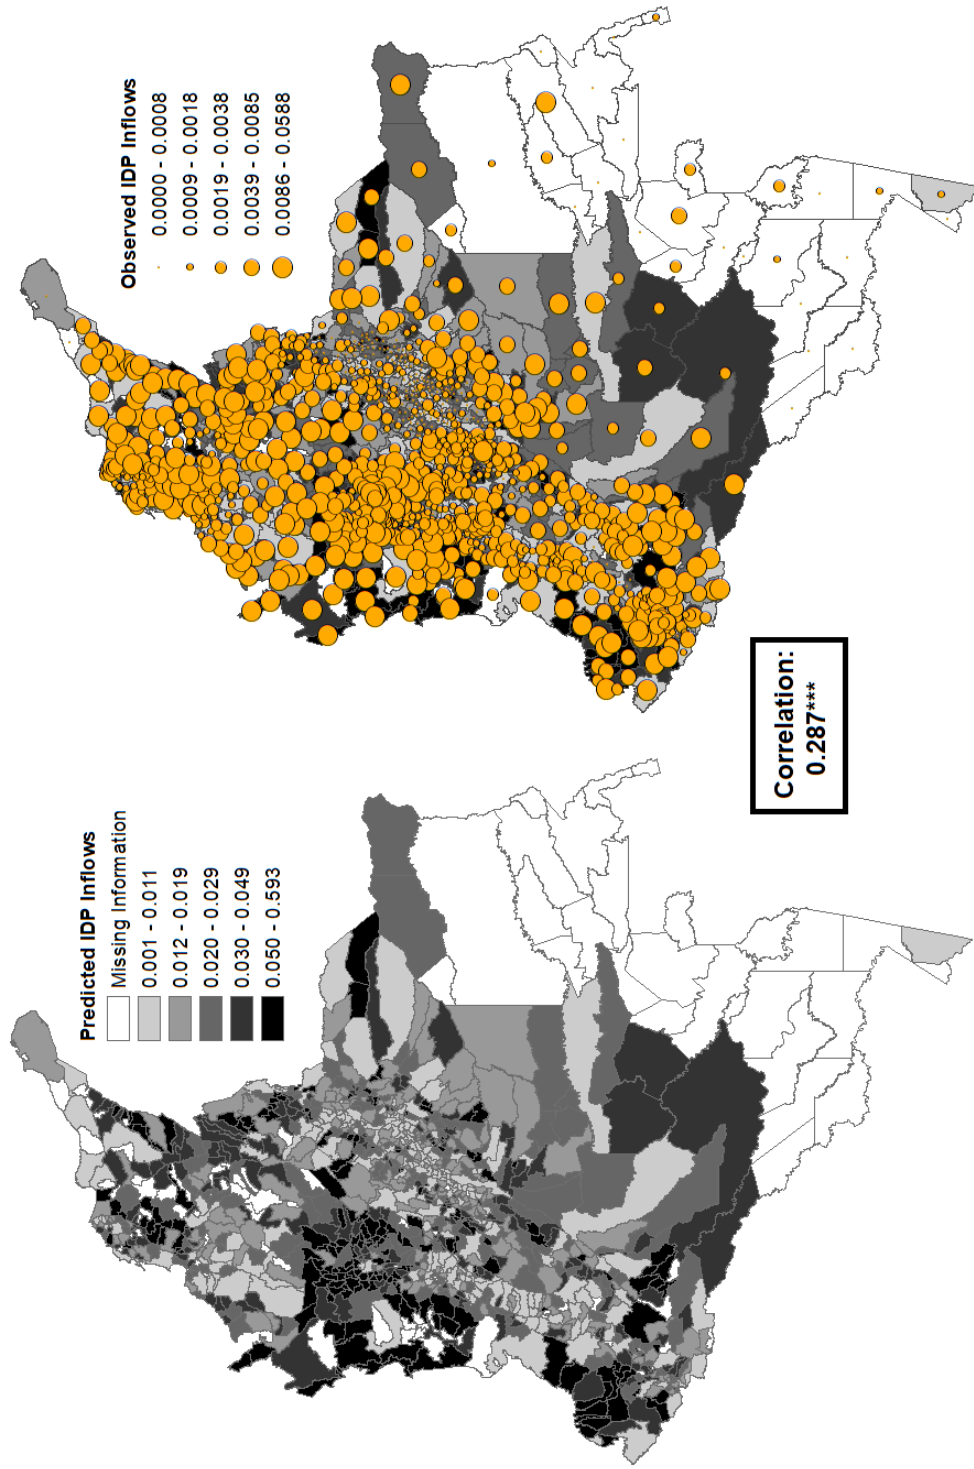 Predicted IDP Inflows
Missing Information
0.001 - 0.011
0.012 - 0.019
0.020 - 0.029
0.030 - 0.049
0.050 - 0.593
Observed IDP Inflows
0.0000 - 0.0008
0.0009 - 0.0018
0.0019 - 0.0038
0.0039 - 0.0085
0.0086 - 0.0588
Correlation:
0.287***